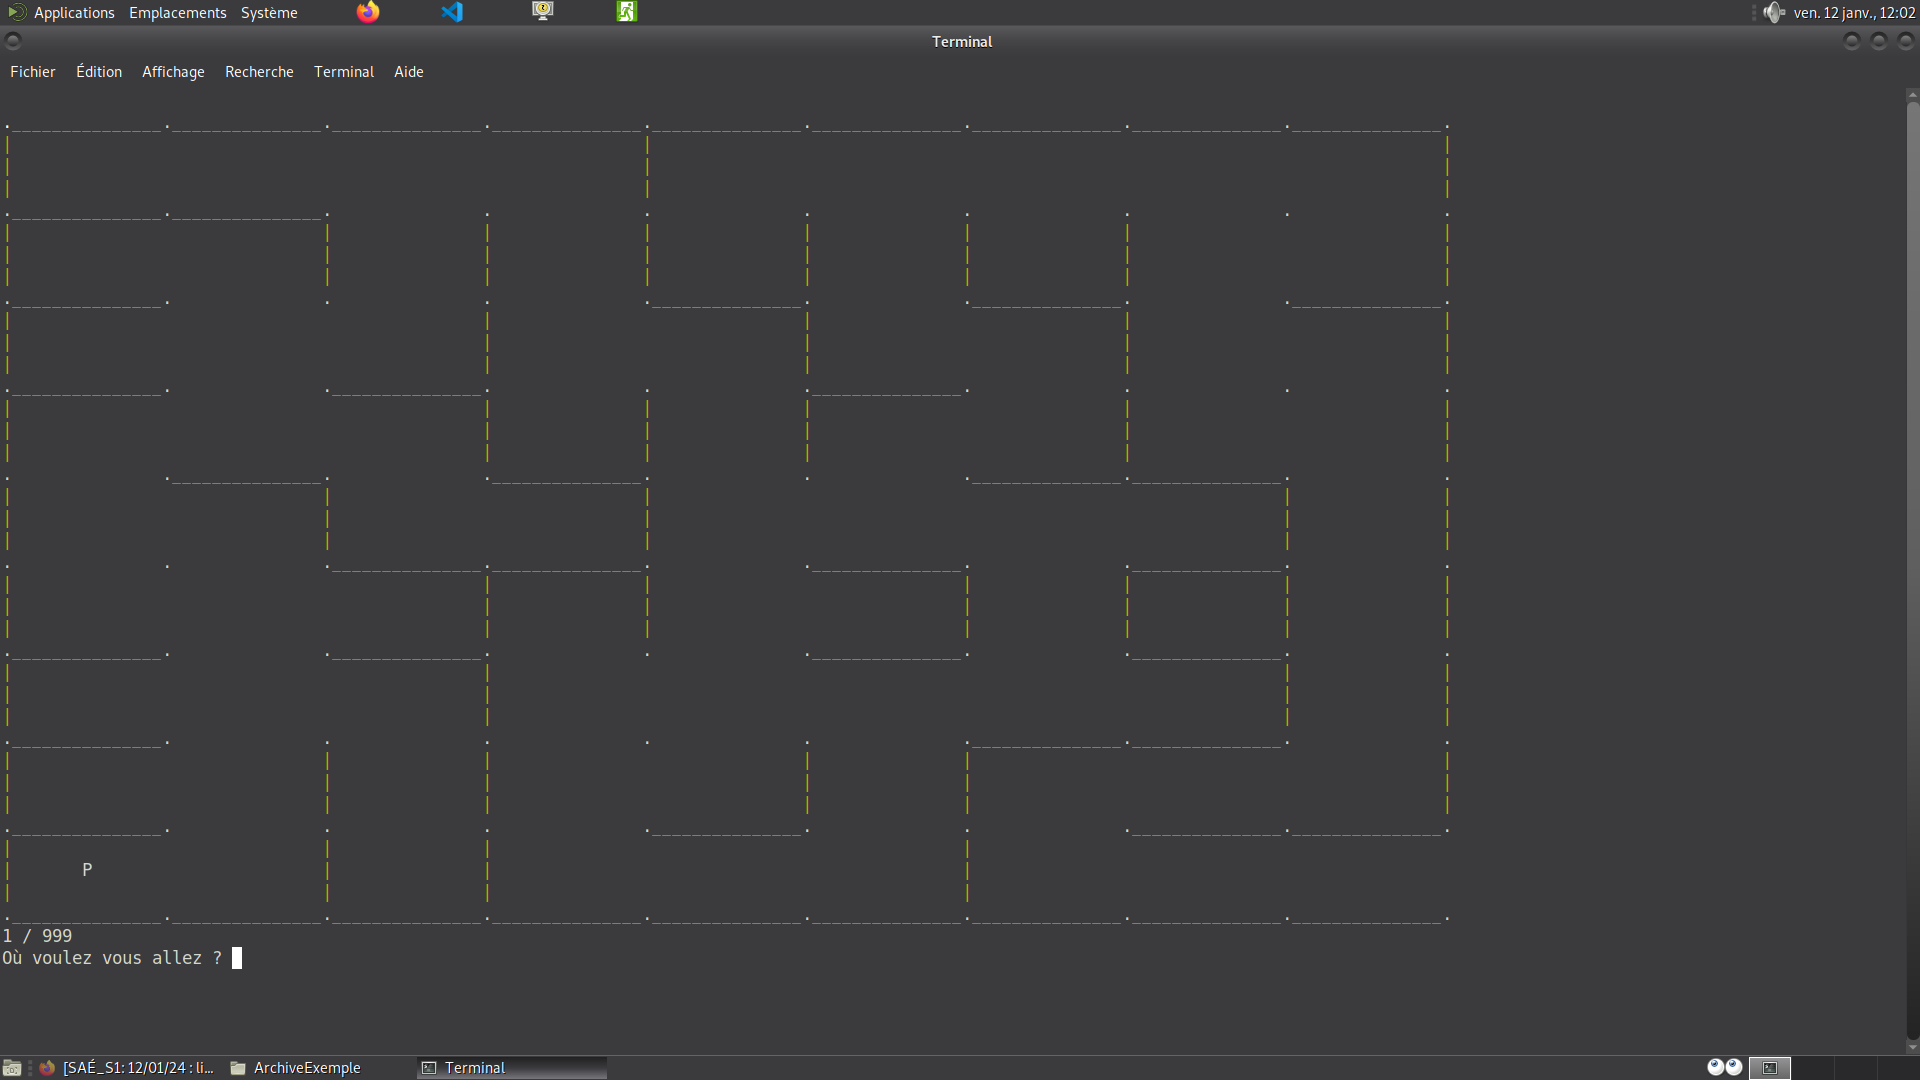 Applications Emplacements Système ven. 12 janv., 12:02
Terminal
Fichier Édition Affichage Recherche Terminal Aide
P
1 / 999
Où voulez vous allez ?
[SAÉ_S1: 12/01/24 : li... ArchiveExemple Terminal